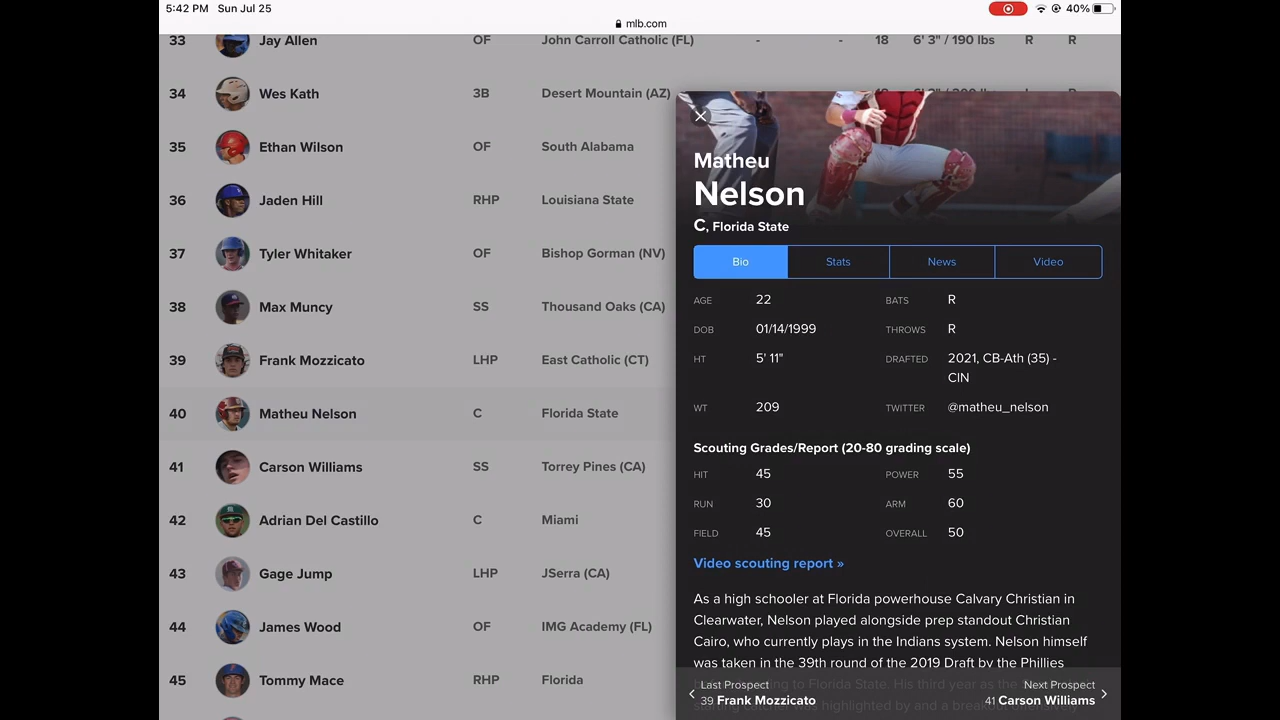 5:42 PM Sun Jul 25
40%
mlb.com
33 Jay Allen OF John Carroll Catholic (FL) - - 18 6' 3" / 190 lbs R R
34 Wes Kath 3B Desert Mountain (AZ)
35 Ethan Wilson OF South Alabama
36 Jaden Hill RHP Louisiana State
37 Tyler Whitaker OF Bishop Gorman (NV)
38 Max Muncy SS Thousand Oaks (CA)
39 Frank Mozzicato LHP East Catholic (CT)
40 Matheu Nelson C Florida State
41 Carson Williams SS Torrey Pines (CA)
42 Adrian Del Castillo C Miami
43 Gage Jump LHP JSerra (CA)
44 James Wood OF IMG Academy (FL)
45 Tommy Mace RHP Florida
Matheu
Nelson
C, Florida State
Bio Stats News Video
AGE 22 BATS R
DOB 01/14/1999 THROWS R
HT 5' 11" DRAFTED 2021, CB-Ath (35) -
CIN
WT 209 TWITTER @matheu_nelson
Scouting Grades/Report (20-80 grading scale)
HIT 45 POWER 55
RUN 30 ARM 60
FIELD 45 OVERALL 50
Video scouting report »
As a high schooler at Florida powerhouse Calvary Christian in
Clearwater, Nelson played alongside prep standout Christian
Cairo, who currently plays in the Indians system. Nelson himself
was taken in the 39th round of the 2019 Draft by the Phillies
Last Prospect Next Prospect
39 Frank Mozzicato 41 Carson Williams